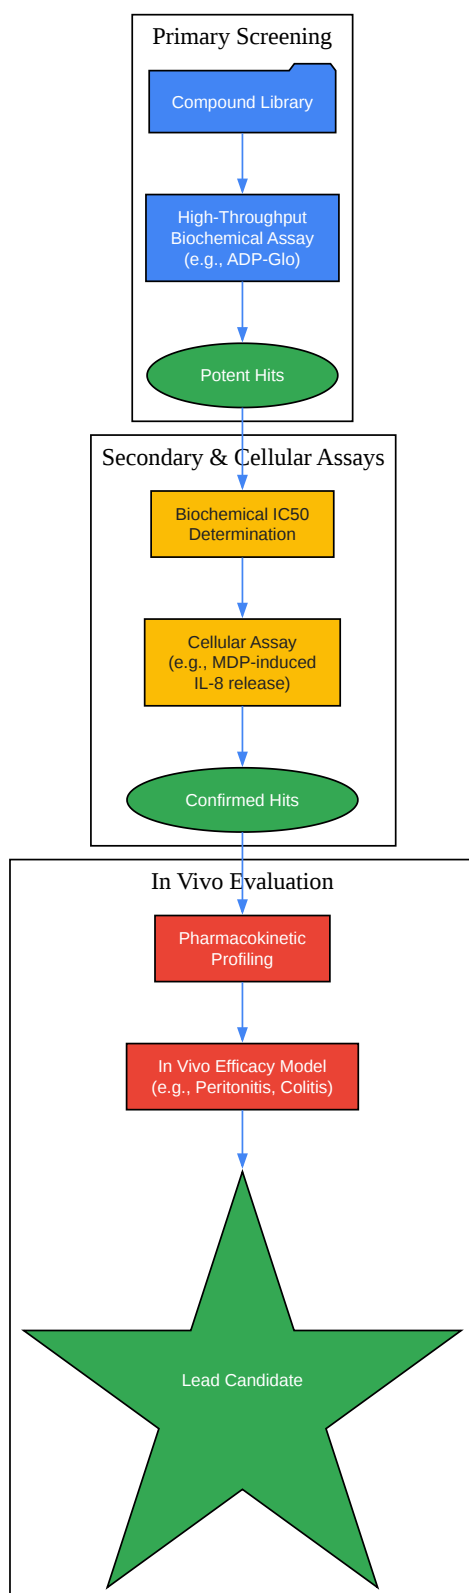 Primary Screening
Compound Library
High-Throughput
Biochemical Assay
(e.g., ADP-Glo)
Potent Hits
Secondary & Cellular Assays
Biochemical IC50
Determination
Cellular Assay
(e.g., MDP-induced
IL-8 release)
Confirmed Hits
In Vivo Evaluation
Pharmacokinetic
Profiling
In Vivo Efficacy Model
(e.g., Peritonitis, Colitis)
Lead Candidate